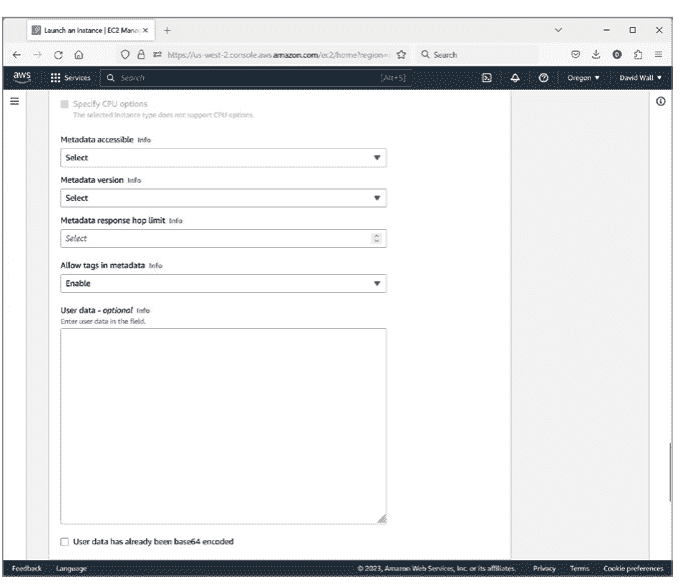 Launch an instance | EC2 Manag
https://us-west-2.console.aws.amazon.com/ec2/home?region=
Search
aws
Services
Search
[Alt+S]
Oregon
David Wall
Specify CPU options
The selected instance type does not support CPU options.
Metadata accessible Info
Select
Metadata version Info
Select
Metadata response hop limit Info
Select
Allow tags in metadata Info
Enable
User data - optional Info
Enter user data in the field.
User data has already been base64 encoded
Feedback Language © 2023, Amazon Web Services, Inc. or its affiliates. Privacy Terms Cookie preferences